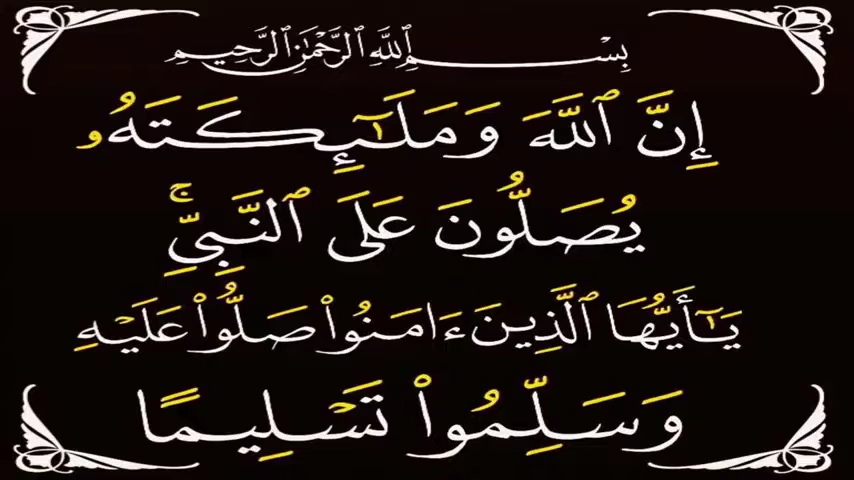 بِسْمِ ٱللَّهِ ٱلرَّحْمَٰنِ ٱلرَّحِيمِ
إِنَّ ٱللَّهَ وَمَلَـٰٓئِكَتَهُۥ
يُصَلُّونَ عَلَى ٱلنَّبِىِّۚ
يَـٰٓأَيُّهَا ٱلَّذِينَ ءَامَنُوا۟ صَلُّوا۟ عَلَيْهِ
وَسَلِّمُوا۟ تَسْلِيمًا